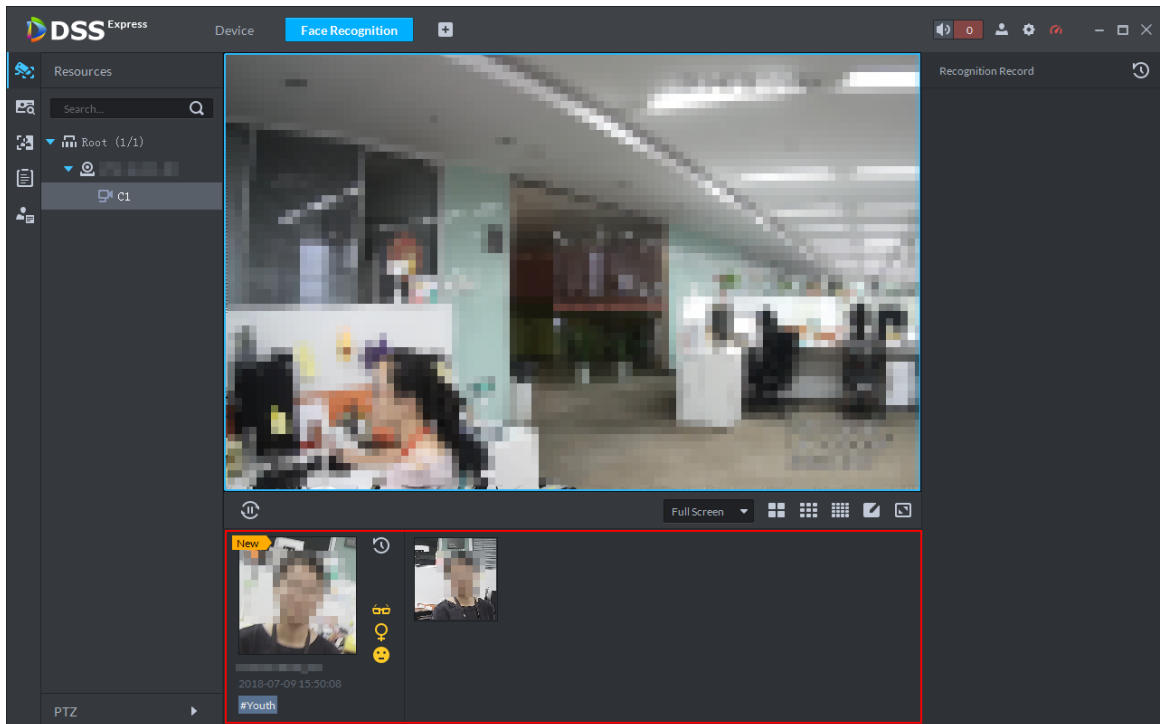 DSS Express
Device
Face Recognition
0
Resources
Recognition Record
Search...
Root (1/1)
C1
Full Screen
New
2018-07-09 15:50:08
#Youth
PTZ